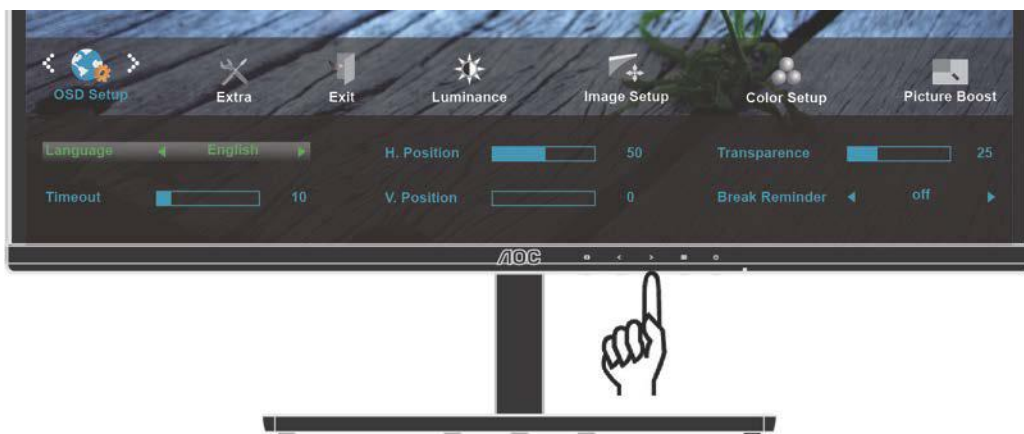 OSD Setup Extra Exit Luminance Image Setup Color Setup Picture Boost
Language English H. Position 50 Transparence 25
Timeout 10 V. Position 0 Break Reminder off
AOC